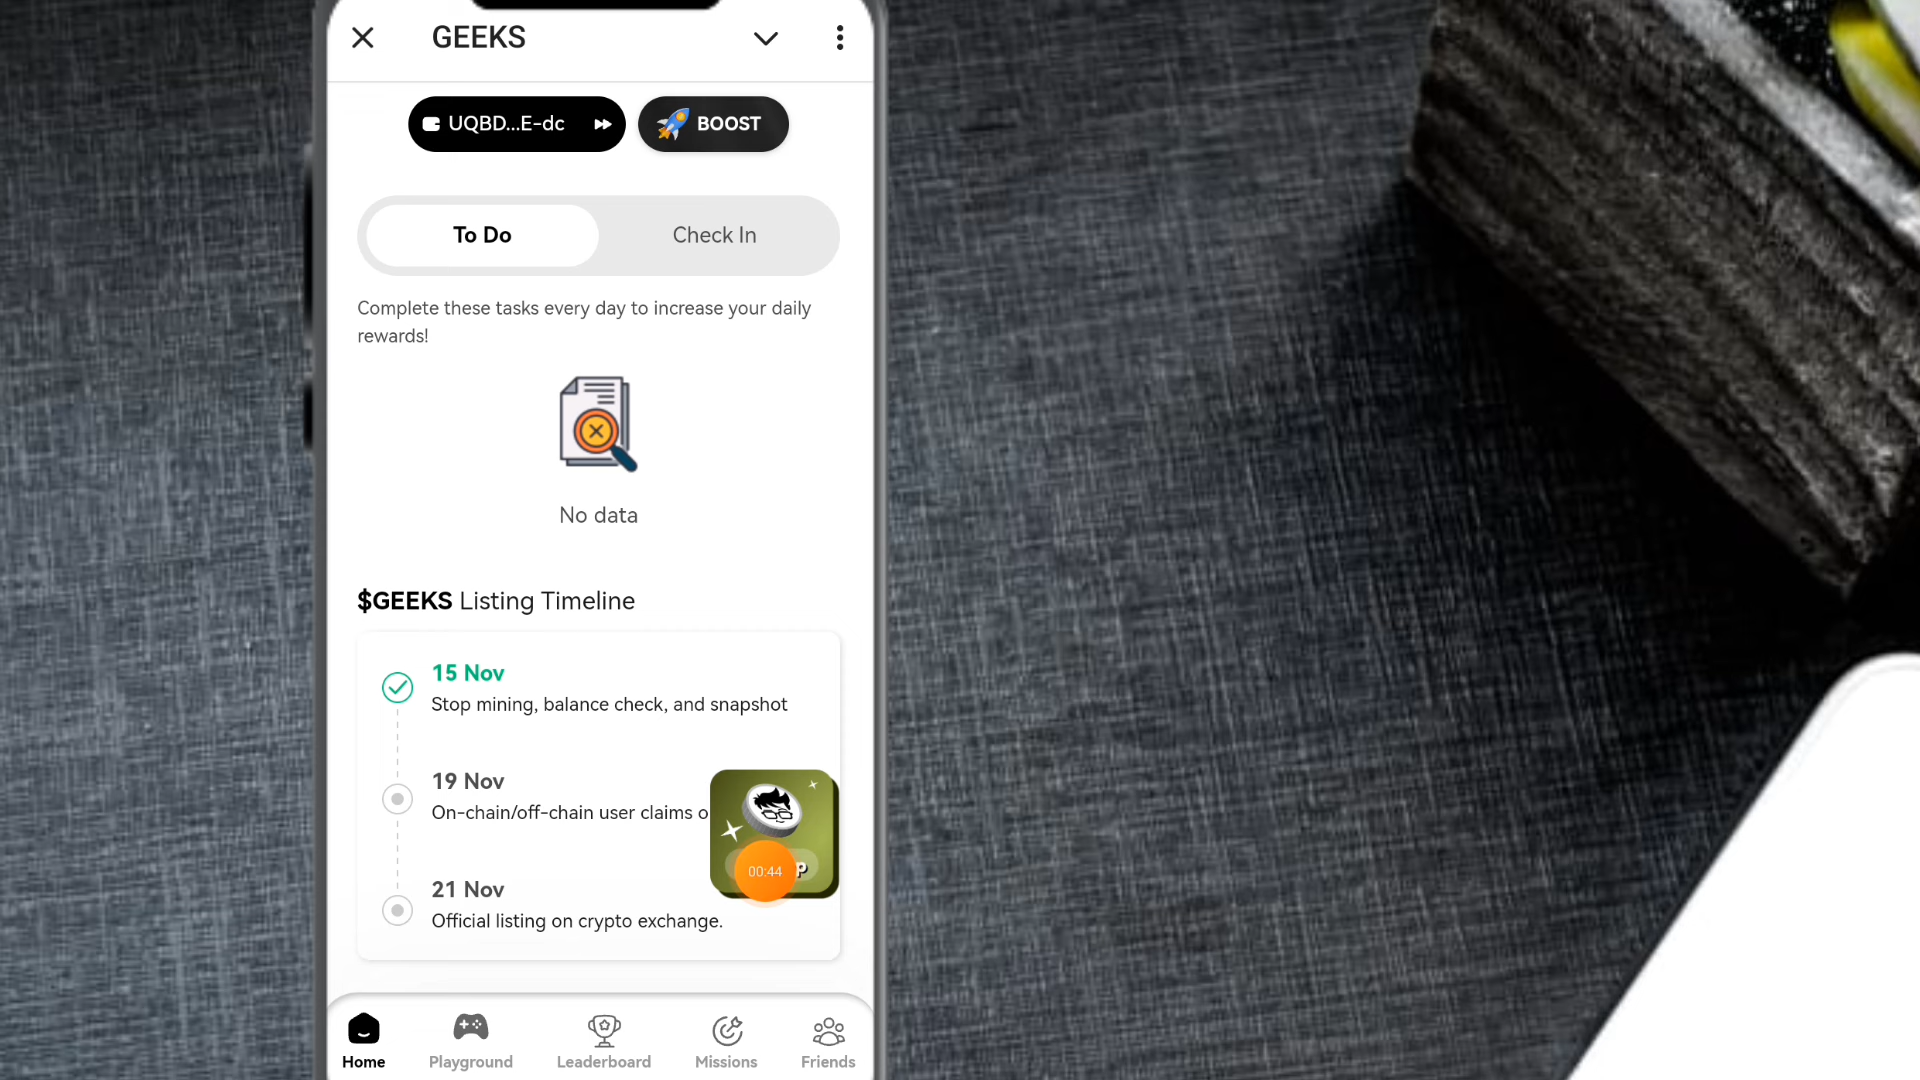 GEEKS
UQBD...E-dc
BOOST
To Do
Check In
Complete these tasks every day to increase your daily
rewards!
No data
$GEEKS Listing Timeline
15 Nov
Stop mining, balance check, and snapshot
19 Nov
On-chain/off-chain user claims o
00:44
P
21 Nov
Official listing on crypto exchange.
Home
Playground
Leaderboard
Missions
Friends